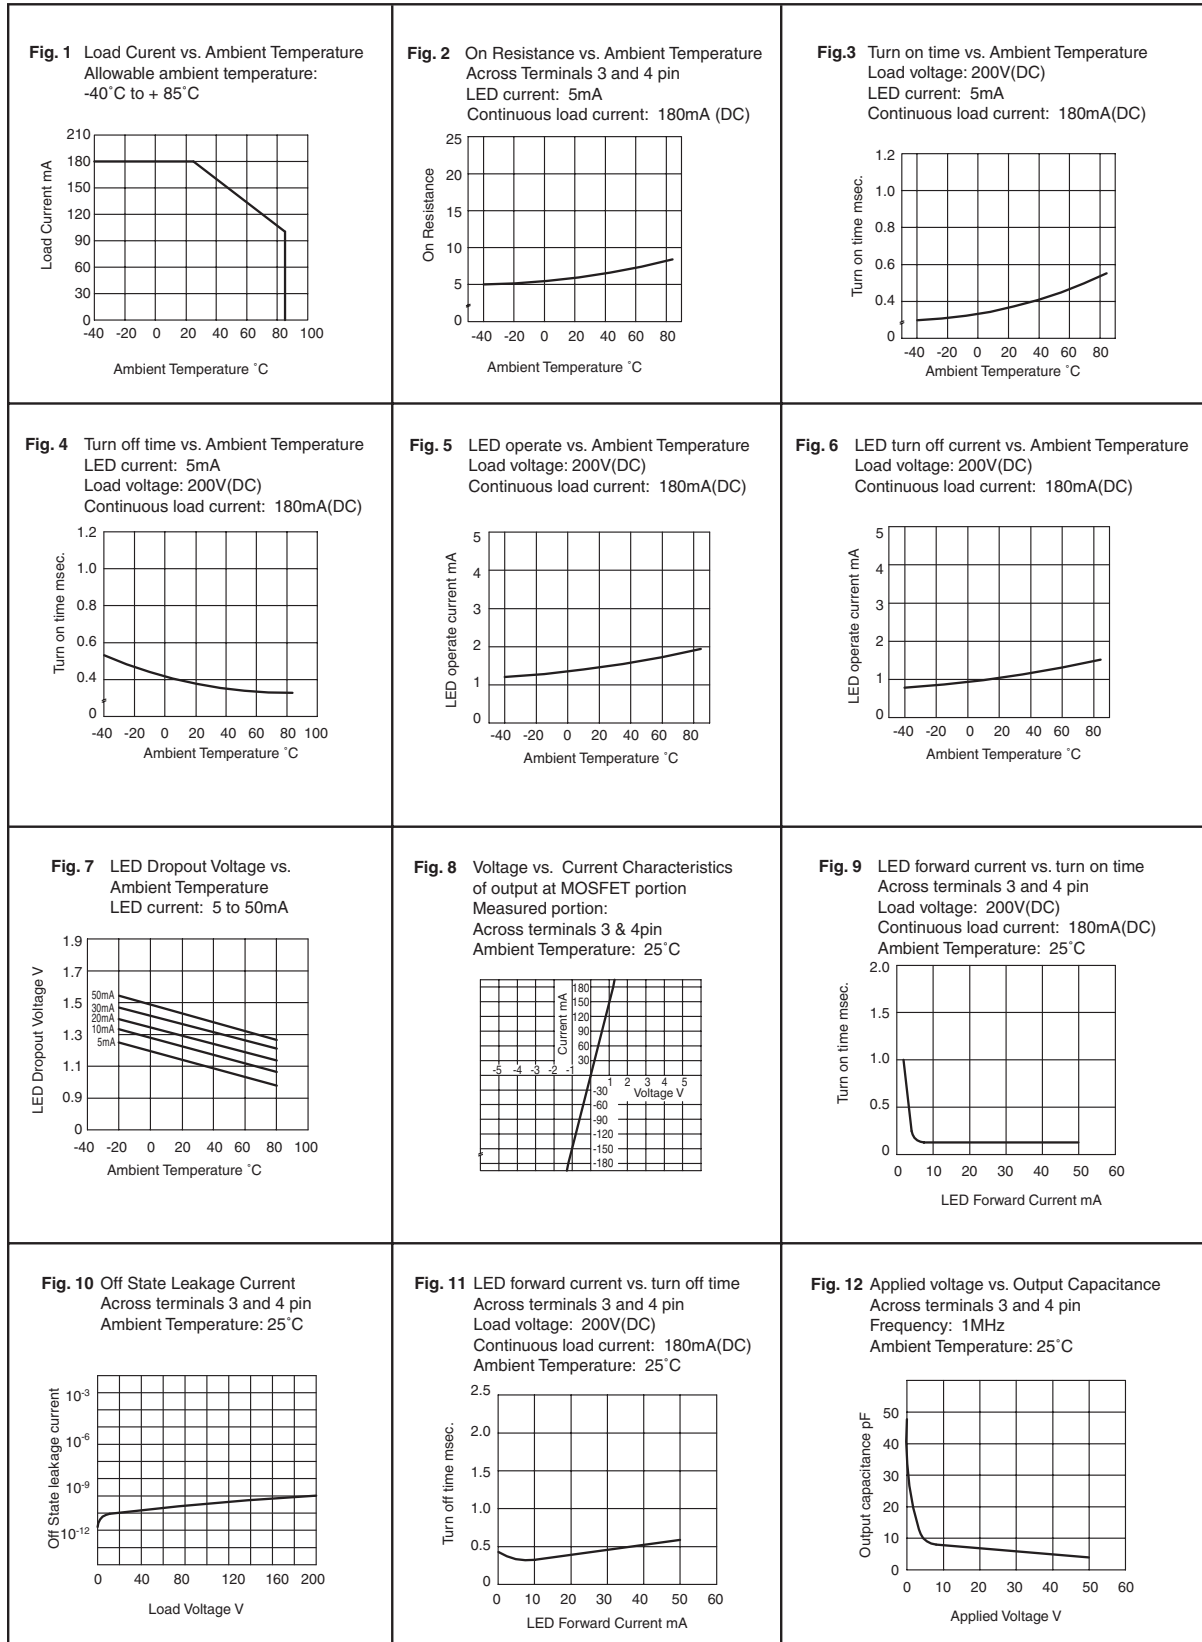 Fig. 1 Load Curent vs. Ambient Temperature
Allowable ambient temperature:
-40˚C to + 85˚C
210
180
150
120
90
60
30
0
Load Current mA
-40 -20 0 20 40 60 80 100
Ambient Temperature ˚C
Fig. 2 On Resistance vs. Ambient Temperature
Across Terminals 3 and 4 pin
LED current: 5mA
Continuous load current: 180mA (DC)
25
20
15
10
5
0
On Resistance
-40 -20 0 20 40 60 80
Ambient Temperature ˚C
Fig.3 Turn on time vs. Ambient Temperature
Load voltage: 200V(DC)
LED current: 5mA
Continuous load current: 180mA(DC)
1.2
1.0
0.8
0.6
0.4
0
Turn on time msec.
-40 -20 0 20 40 60 80
Ambient Temperature ˚C
Fig. 4 Turn off time vs. Ambient Temperature
LED current: 5mA
Load voltage: 200V(DC)
Continuous load current: 180mA(DC)
1.2
1.0
0.8
0.6
0.4
0
Turn on time msec.
-40 -20 0 20 40 60 80 100
Ambient Temperature ˚C
Fig. 5 LED operate vs. Ambient Temperature
Load voltage: 200V(DC)
Continuous load current: 180mA(DC)
5
4
3
2
1
0
LED operate current mA
-40 -20 0 20 40 60 80
Ambient Temperature ˚C
Fig. 6 LED turn off current vs. Ambient Temperature
Load voltage: 200V(DC)
Continuous load current: 180mA(DC)
5
4
3
2
1
0
LED operate current mA
-40 -20 0 20 40 60 80
Ambient Temperature ˚C
Fig. 7 LED Dropout Voltage vs.
Ambient Temperature
LED current: 5 to 50mA
1.9
1.7
1.5
1.3
1.1
0.9
0
LED Dropout Voltage V
50mA
30mA
20mA
10mA
5mA
-40 -20 0 20 40 60 80 100
Ambient Temperature ˚C
Fig. 8 Voltage vs. Current Characteristics
of output at MOSFET portion
Measured portion:
Across terminals 3 & 4pin
Ambient Temperature: 25˚C
Current mA
180
150
120
90
60
30
-5 -4 -3 -2 -1
1 2 3 4 5
Voltage V
-30
-60
-90
-120
-150
-180
Fig. 9 LED forward current vs. turn on time
Across terminals 3 and 4 pin
Load voltage: 200V(DC)
Continuous load current: 180mA(DC)
Ambient Temperature: 25˚C
2.0
1.5
1.0
0.5
0
Turn on time msec.
0 10 20 30 40 50 60
LED Forward Current mA
Fig. 10 Off State Leakage Current
Across terminals 3 and 4 pin
Ambient Temperature: 25˚C
10-3
10-6
10-9
10-12
Off State leakage current
0 40 80 120 160 200
Load Voltage V
Fig. 11 LED forward current vs. turn off time
Across terminals 3 and 4 pin
Load voltage: 200V(DC)
Continuous load current: 180mA(DC)
Ambient Temperature: 25˚C
2.5
2.0
1.5
1.0
0.5
0
Turn off time msec.
0 10 20 30 40 50 60
LED Forward Current mA
Fig. 12 Applied voltage vs. Output Capacitance
Across terminals 3 and 4 pin
Frequency: 1MHz
Ambient Temperature: 25˚C
50
40
30
20
10
0
Output capacitance pF
0 10 20 30 40 50 60
Applied Voltage V